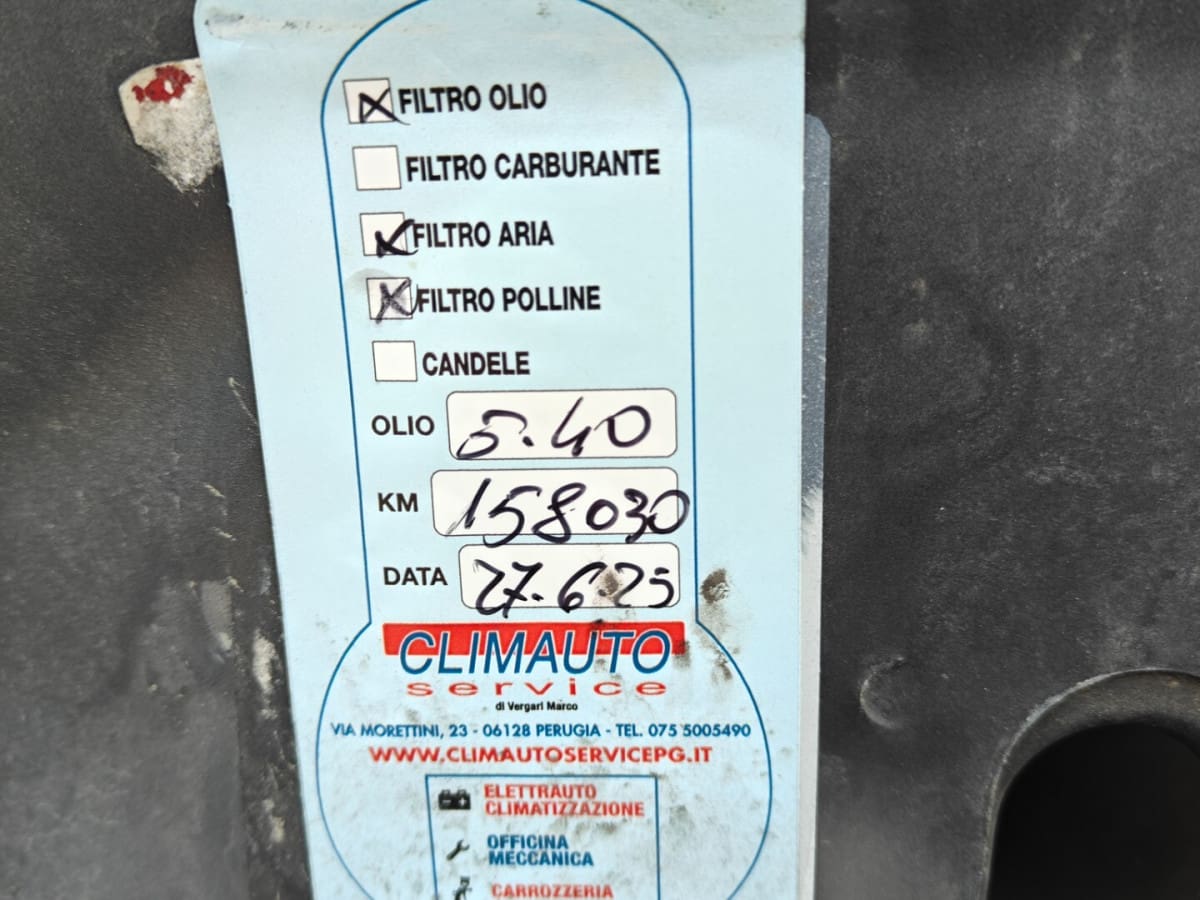 FILTRO OLIO
FILTRO CARBURANTE
FILTRO ARIA
FILTRO POLLINE
CANDELE
OLIO 5.40
KM 158030
DATA 27.6.25
CLIMAUTO
service
di Vergari Marco
VIA MORETTINI, 23 - 06128 PERUGIA - TEL. 075 5005490
WWW.CLIMAUTOSERVICEPG.IT
ELETTRAUTO
CLIMATIZZAZIONE
OFFICINA
MECCANICA
CARROZZERIA